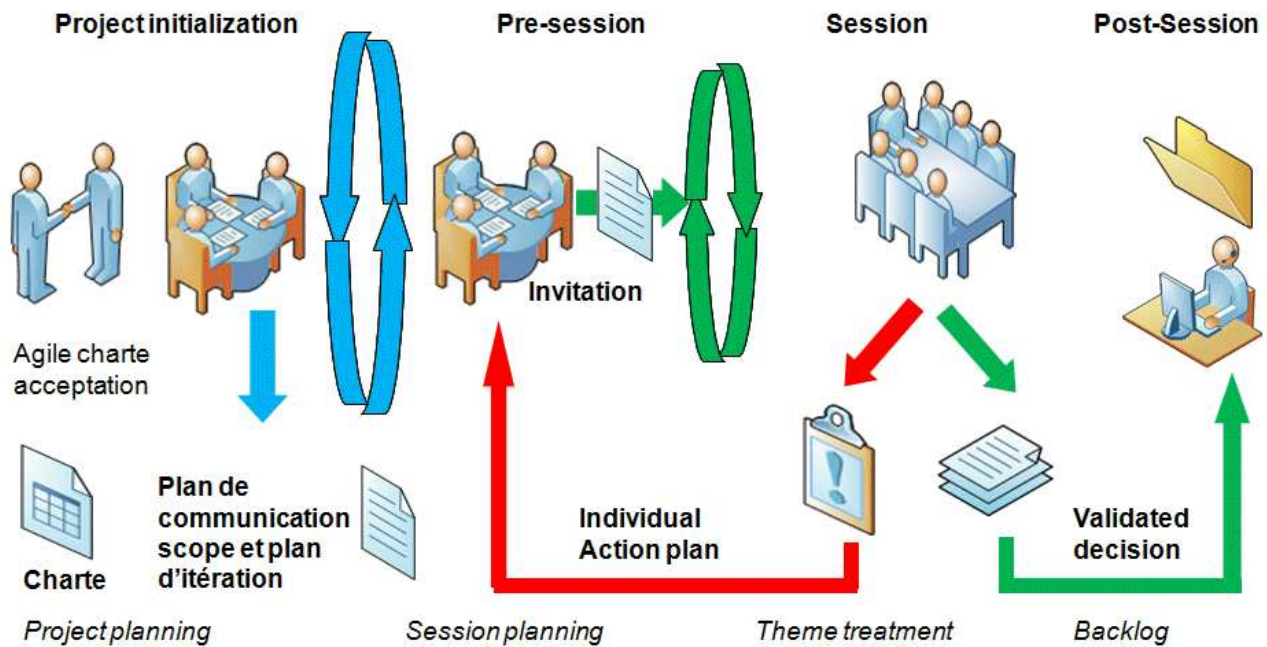 Project initialization
Pre-session
Session
Post-Session
Invitation
Agile charte
acceptation
Plan de
communication
scope et plan
d'itération
Charte
Individual
Action plan
Validated
decision
Project planning
Session planning
Theme treatment
Backlog